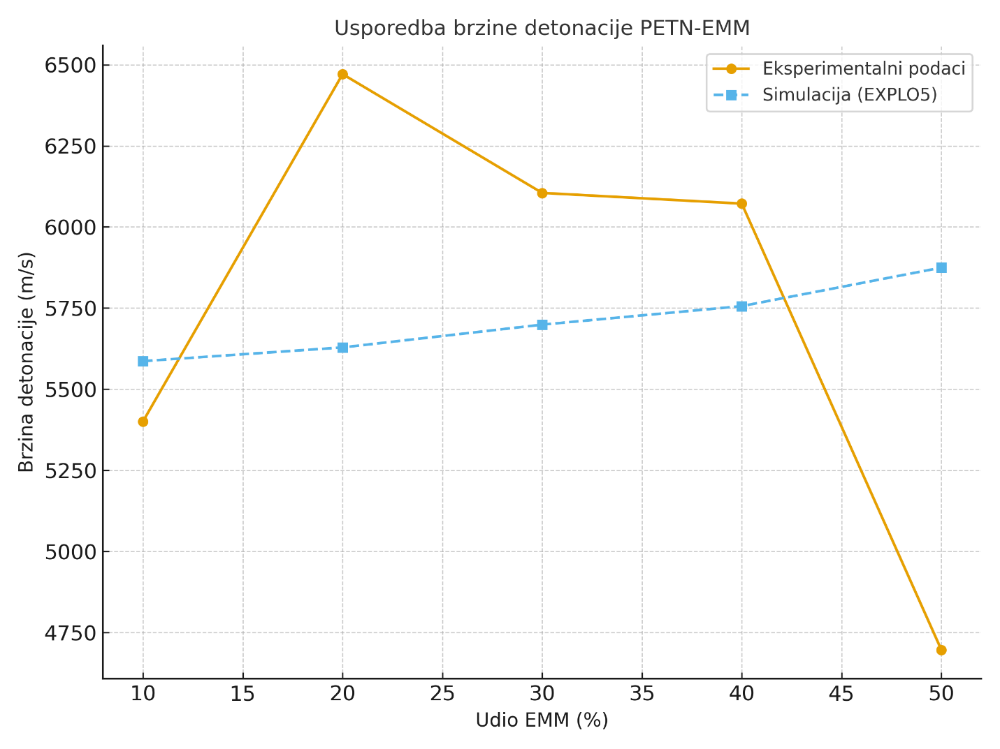 Usporedba brzine detonacije PETN-EMM
Eksperimentalni podaci
Simulacija (EXPLO5)
Brzina detonacije (m/s)
6500
6250
6000
5750
5500
5250
5000
4750
10 15 20 25 30 35 40 45 50
Udio EMM (%)